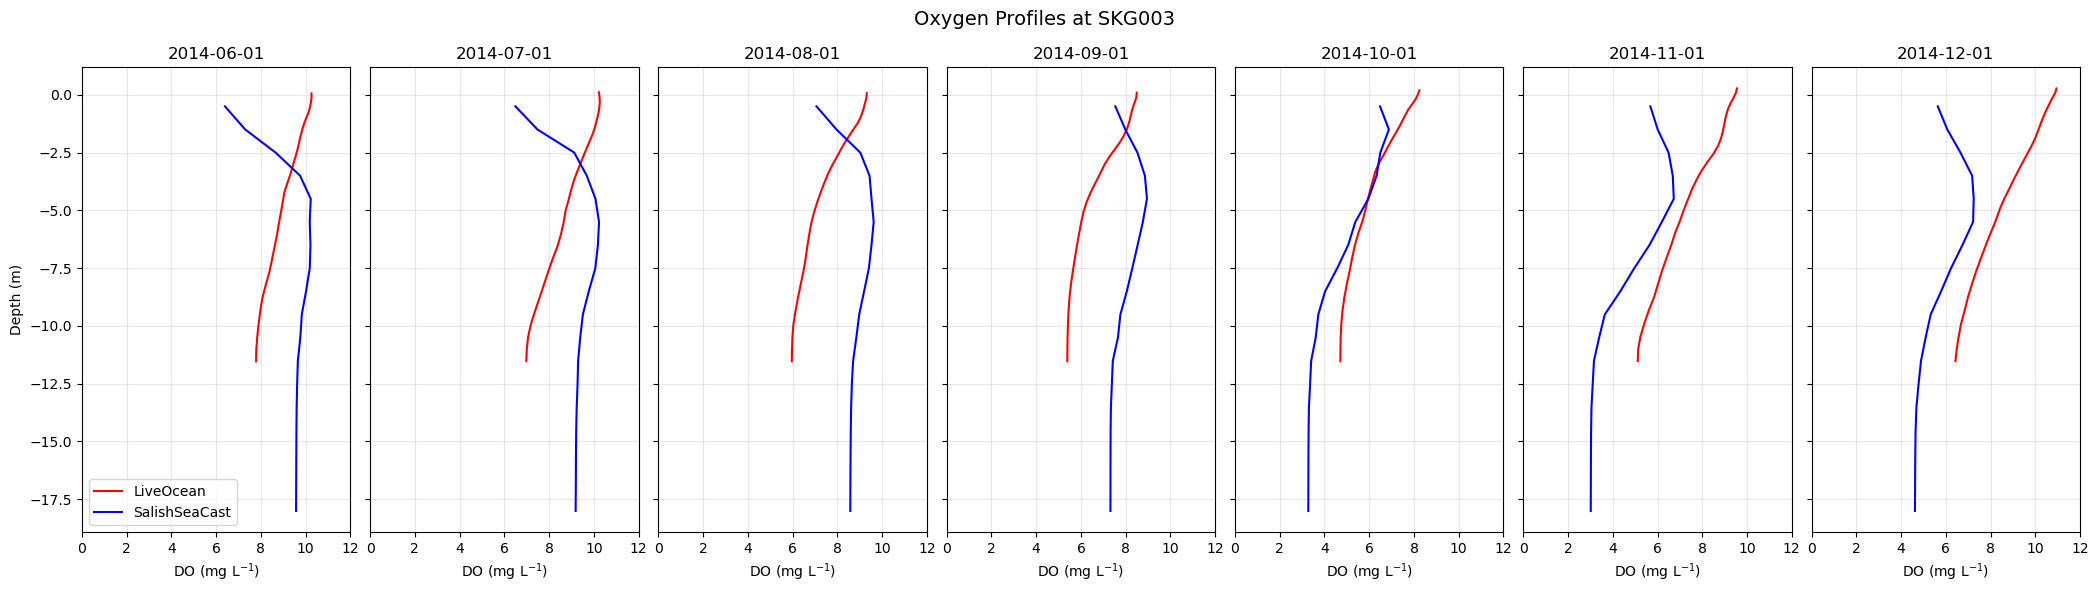 Oxygen Profiles at SKG003
2014-06-01 2014-07-01 2014-08-01 2014-09-01 2014-10-01 2014-11-01 2014-12-01
0.0
−2.5
−5.0
−7.5
−10.0
−12.5
−15.0
−17.5
Depth (m)
LiveOcean
SalishSeaCast
0 2 4 6 8 10 12 0 2 4 6 8 10 12 0 2 4 6 8 10 12 0 2 4 6 8 10 12 0 2 4 6 8 10 12 0 2 4 6 8 10 12 0 2 4 6 8 10 12
DO (mg L⁻¹) DO (mg L⁻¹) DO (mg L⁻¹) DO (mg L⁻¹) DO (mg L⁻¹) DO (mg L⁻¹) DO (mg L⁻¹)